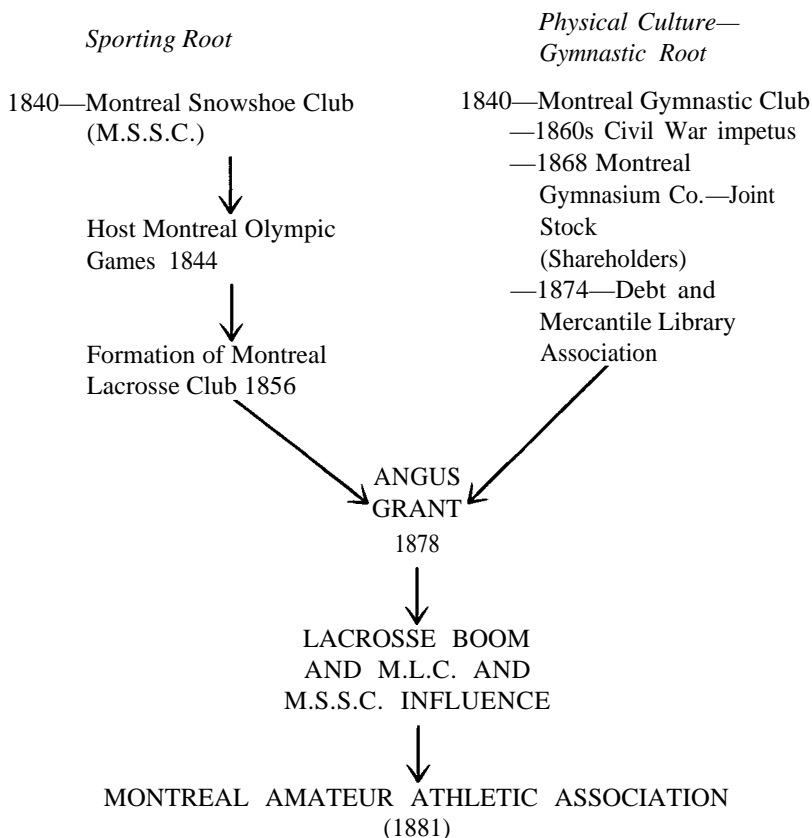 Sporting Root
1840—Montreal Snowshoe Club
(M.S.S.C.)
Host Montreal Olympic
Games 1844
Formation of Montreal
Lacrosse Club 1856
Physical Culture—
Gymnastic Root
1840—Montreal Gymnastic Club
—1860s Civil War impetus
—1868 Montreal
Gymnasium Co.—Joint
Stock
(Shareholders)
—1874—Debt and
Mercantile Library
Association
ANGUS
GRANT
1878
LACROSSE BOOM
AND M.L.C. AND
M.S.S.C. INFLUENCE
MONTREAL AMATEUR ATHLETIC ASSOCIATION
(1881)